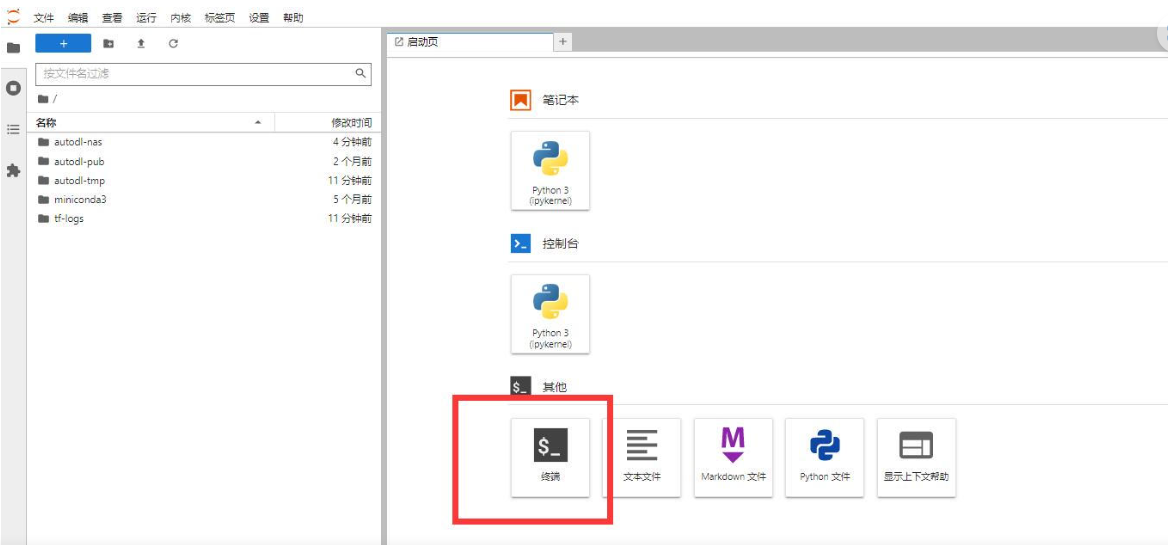 文件 编辑 查看 运行 内核 标签页 设置 帮助
+
启动页 +
按文件名过滤
/
名称 修改时间
autodl-nas 4 分钟前
autodl-pub 2 个月前
autodl-tmp 11 分钟前
miniconda3 5 个月前
tf-logs 11 分钟前
笔记本
Python 3
(ipykernel)
控制台
Python 3
(ipykernel)
$_ 其他
$_
终端
文本文件
M
Markdown 文件
Python 文件
显示上下文帮助